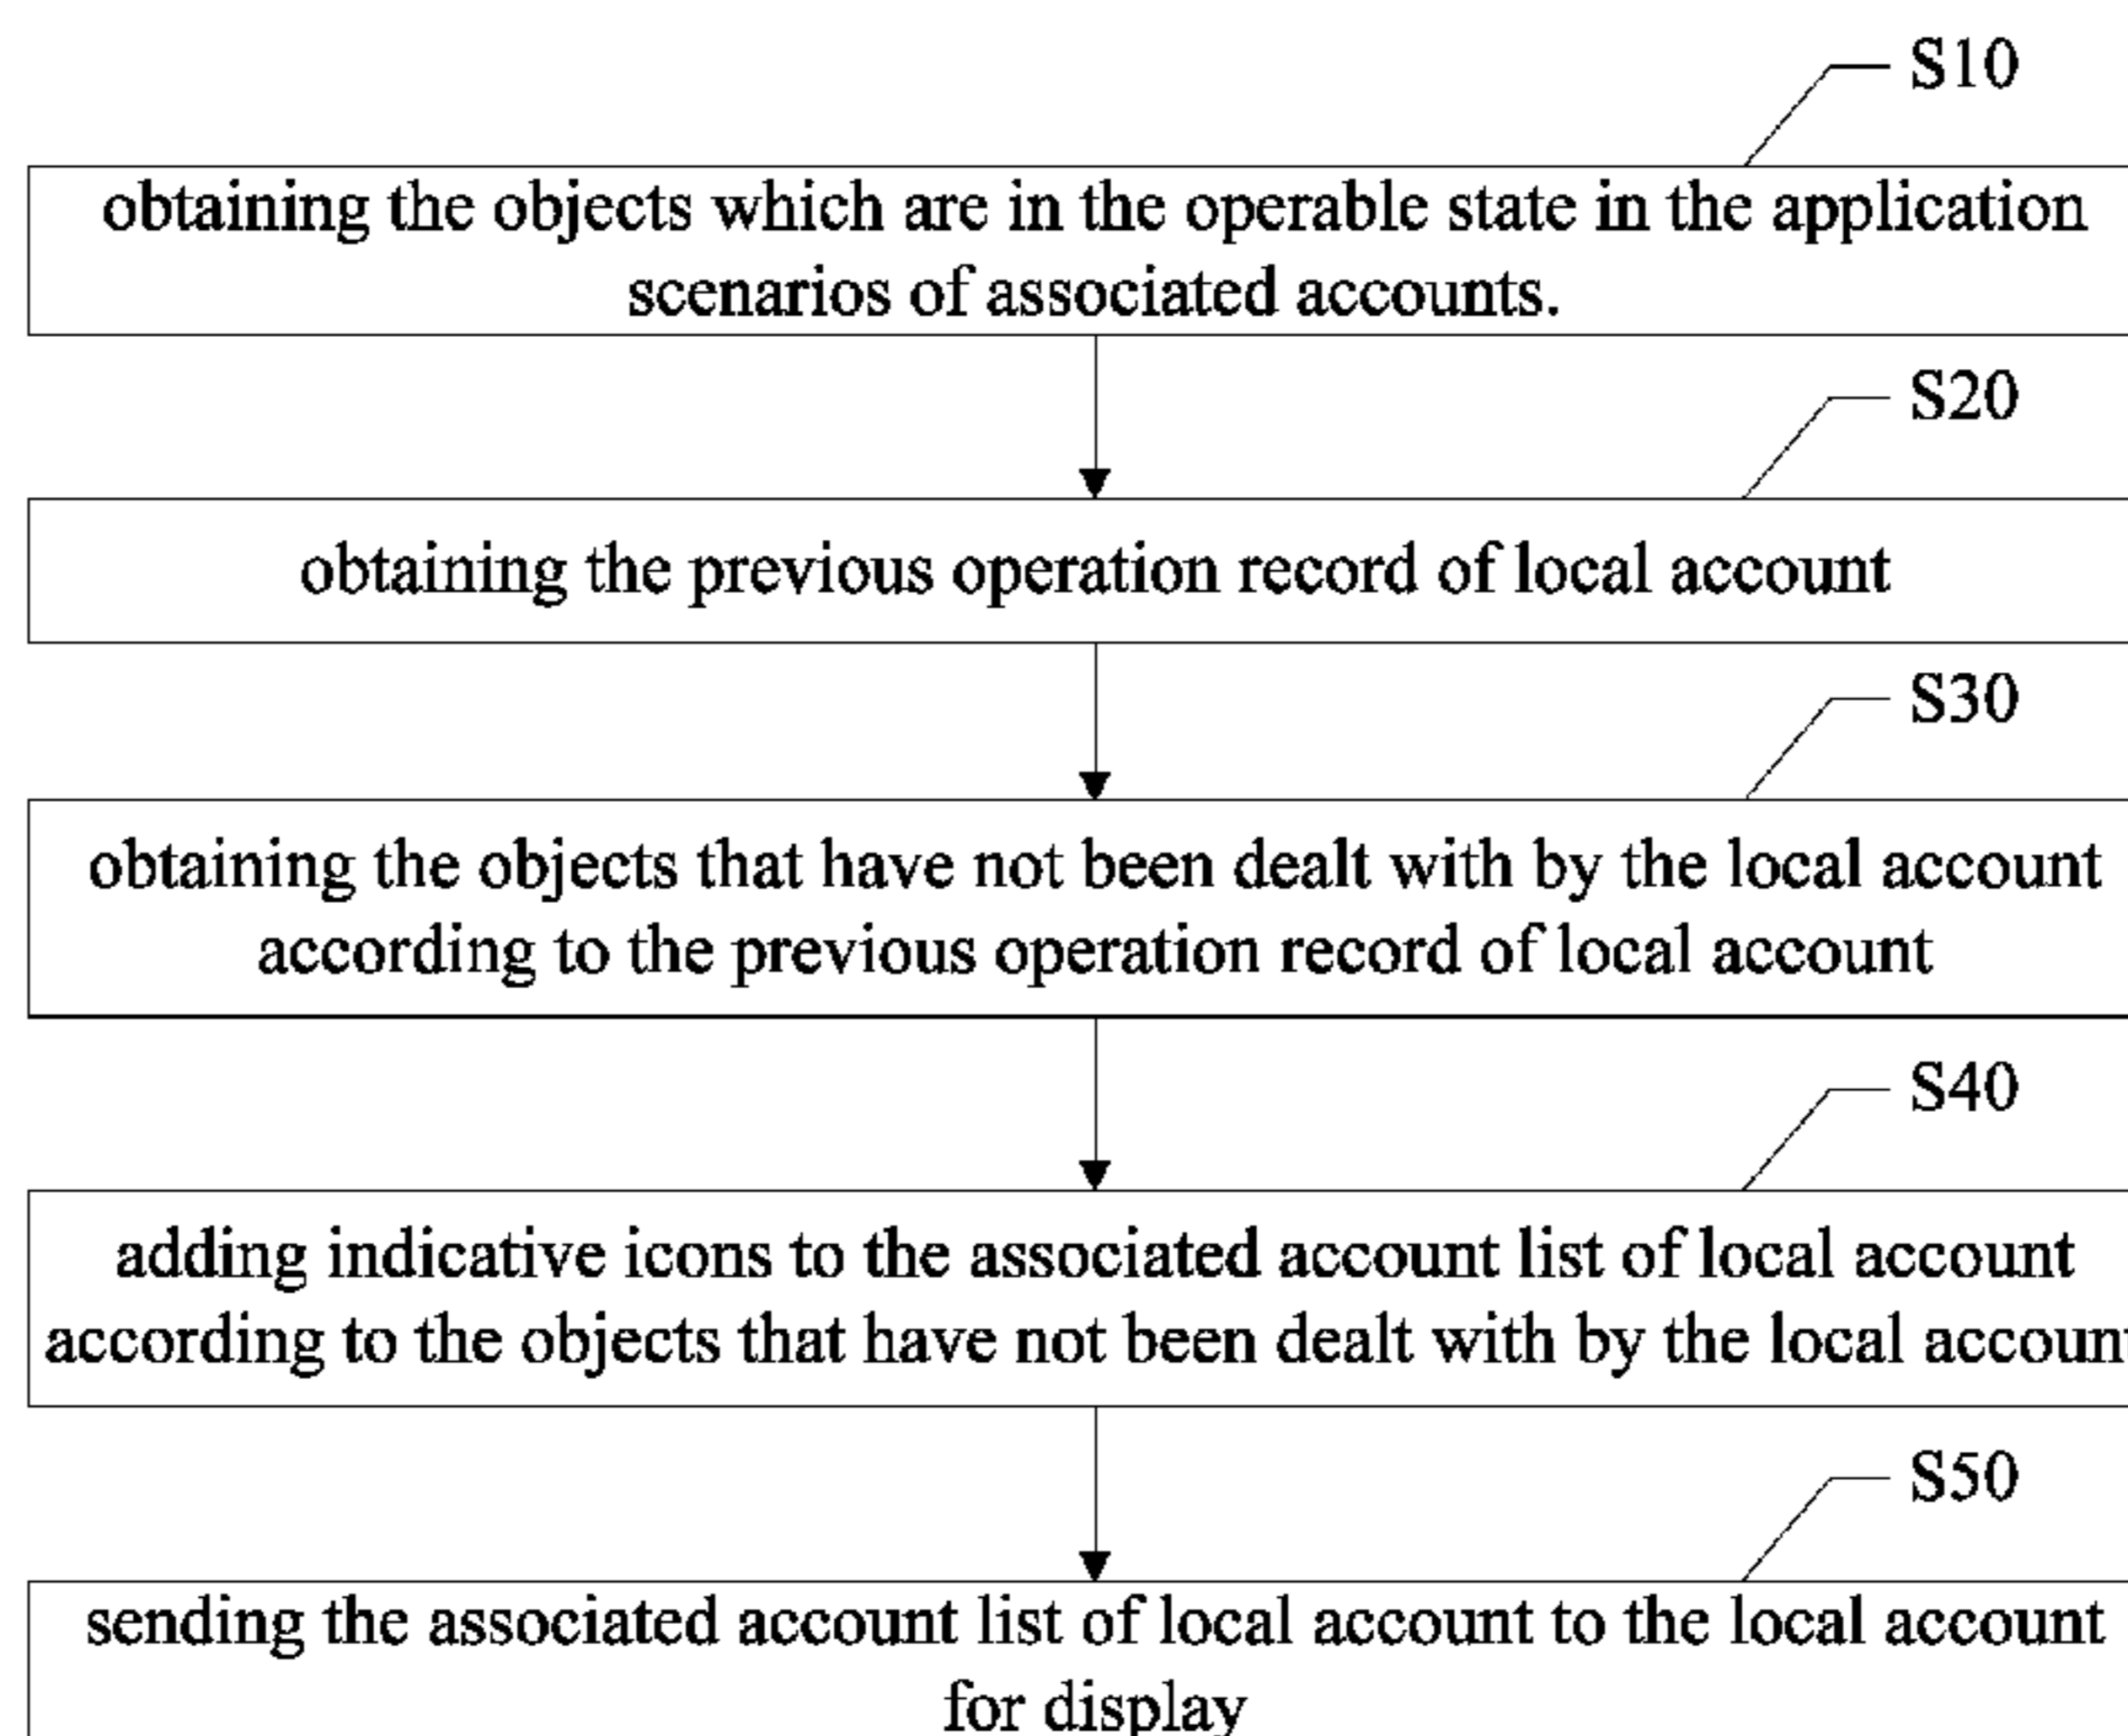 S10
obtaining the objects which are in the operable state in the application
scenarios of associated accounts.
S20
obtaining the previous operation record of local account
S30
obtaining the objects that have not been dealt with by the local account
according to the previous operation record of local account
S40
adding indicative icons to the associated account list of local account
according to the objects that have not been dealt with by the local account
S50
sending the associated account list of local account to the local account
for display